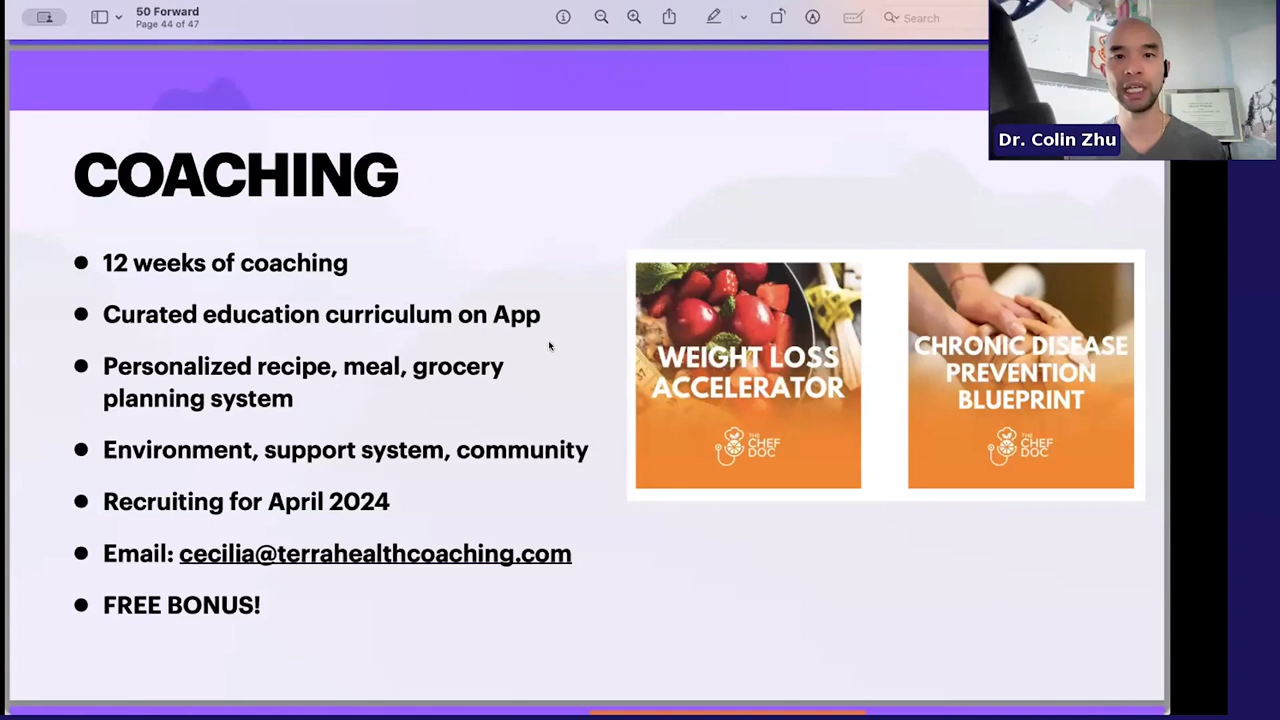 50 Forward
Page 44 of 47
Search
Dr. Colin Zhu
COACHING
● 12 weeks of coaching
● Curated education curriculum on App
● Personalized recipe, meal, grocery
planning system
● Environment, support system, community
● Recruiting for April 2024
● Email: cecilia@terrahealthcoaching.com
● FREE BONUS!
WEIGHT LOSS
ACCELERATOR
THE
CHEF
DOC
CHRONIC DISEASE
PREVENTION
BLUEPRINT
THE
CHEF
DOC